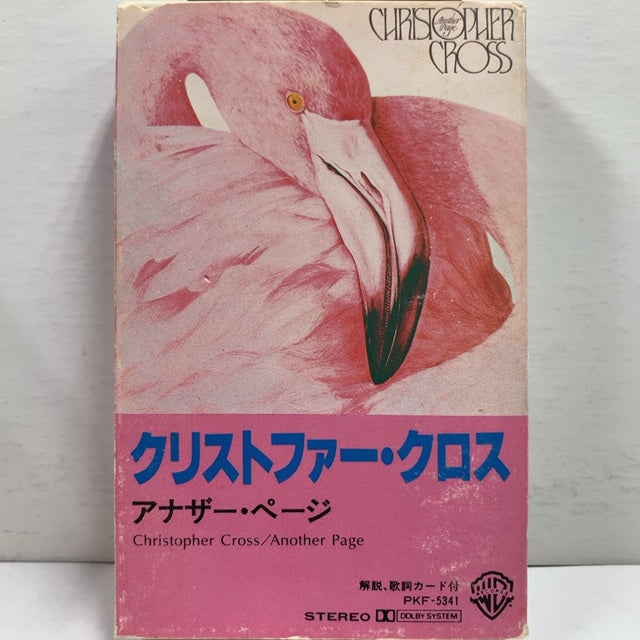 CHRISTOPHER
Another
Page
CROSS
クリストファー・クロス
アナザー・ページ
Christopher Cross/Another Page
解説、歌詞カード付
PKF-5341
STEREO DOLBY SYSTEM